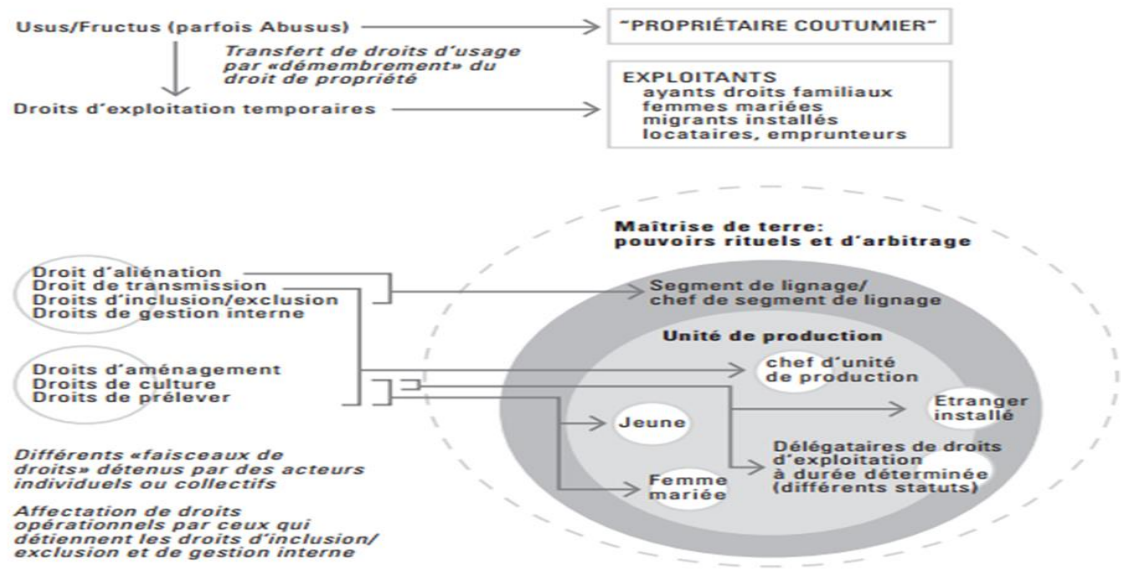 Usus/Fructus (parfois Abusus)
"PROPRIÉTAIRE COUTUMIER"
Transfert de droits d'usage
par «démembrement» du
droit de propriété
Droits d'exploitation temporaires
EXPLOITANTS
ayants droits familiaux
femmes mariées
migrants installés
locataires, emprunteurs
Maîtrise de terre:
pouvoirs rituels et d'arbitrage
Droit d'aliénation
Droit de transmission
Droits d'inclusion/exclusion
Droits de gestion interne
Segment de lignage/
chef de segment de lignage
Unité de production
Droits d'aménagement
Droits de culture
Droits de prélever
chef d'unité
de production
Etranger
installé
Jeune
Délégataires de droits
d'exploitation
à durée déterminée
(différents statuts)
Femme
mariée
Différents «faisceaux de
droits» détenus par des acteurs
individuels ou collectifs
Affectation de droits
opérationnels par ceux qui
détiennent les droits d'inclusion/
exclusion et de gestion interne